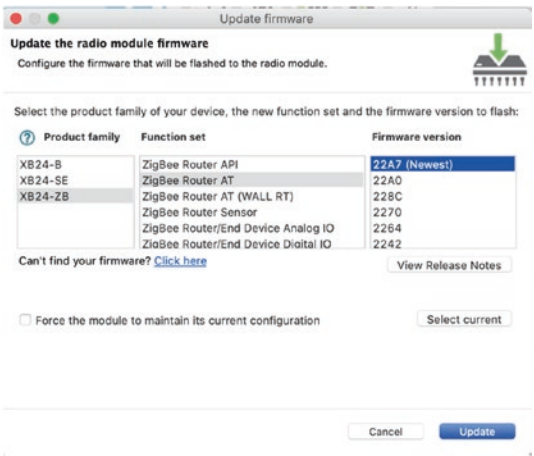 Update firmware
Update the radio module firmware
Configure the firmware that will be flashed to the radio module.
Select the product family of your device, the new function set and the firmware version to flash:
Product family Function set Firmware version
XB24-B ZigBee Router API 22A7 (Newest)
XB24-SE ZigBee Router AT 22A0
XB24-ZB ZigBee Router AT (WALL RT) 228C
ZigBee Router Sensor 2270
ZigBee Router/End Device Analog IO 2264
ZigBee Router/End Device Digital IO 2242
Can't find your firmware? Click here
View Release Notes
Force the module to maintain its current configuration Select current
Cancel Update